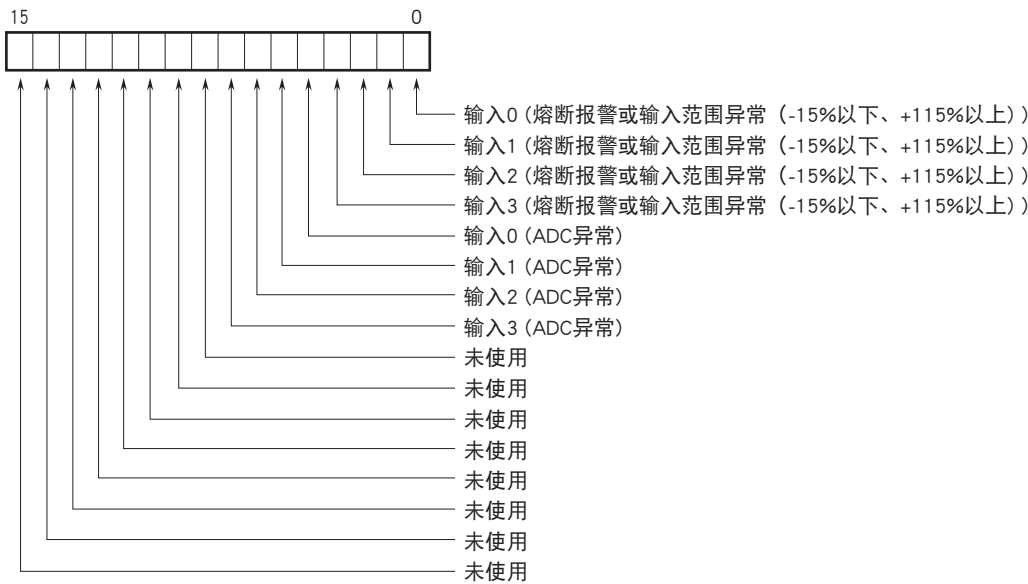 15 0
输入0 (熔断报警或输入范围异常（-15%以下、+115%以上）)
输入1 (熔断报警或输入范围异常（-15%以下、+115%以上）)
输入2 (熔断报警或输入范围异常（-15%以下、+115%以上）)
输入3 (熔断报警或输入范围异常（-15%以下、+115%以上）)
输入0 (ADC异常)
输入1 (ADC异常)
输入2 (ADC异常)
输入3 (ADC异常)
未使用
未使用
未使用
未使用
未使用
未使用
未使用
未使用